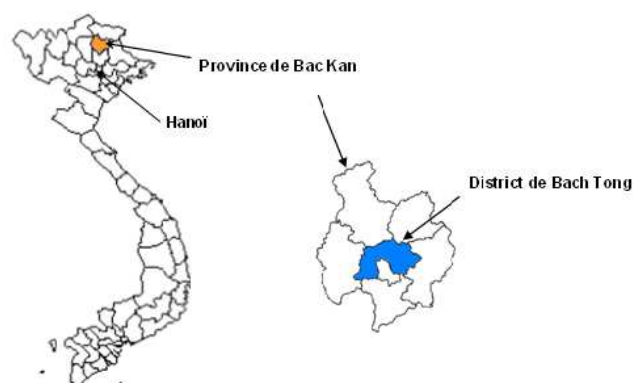 Province de Bac Kan
Hanoï
District de Bach Tong